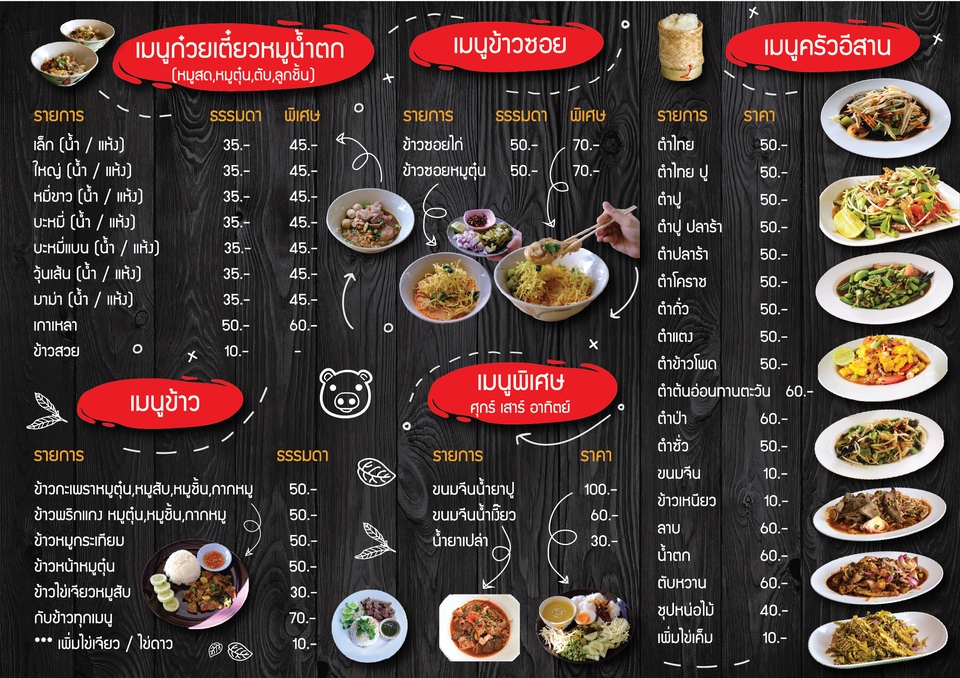 เมนูก๋วยเตี๋ยวหมูน้ำตก
(หมูสด,หมูตุ๋น,ตับ,ลูกชิ้น)
รายการ ธรรมดา พิเศษ
เล็ก (น้ำ / แห้ง) 35.- 45.-
ใหญ่ (น้ำ / แห้ง) 35.- 45.-
หมี่ขาว (น้ำ / แห้ง) 35.- 45.-
บะหมี่ (น้ำ / แห้ง) 35.- 45.-
บะหมี่แบน (น้ำ / แห้ง) 35.- 45.-
วุ้นเส้น (น้ำ / แห้ง) 35.- 45.-
มาม่า (น้ำ / แห้ง) 35.- 45.-
เกาเหลา 50.- 60.-
ข้าวสวย 10.- -
เมนูข้าว
รายการ ธรรมดา
ข้าวกะเพราหมูตุ๋น,หมูสับ,หมูชิ้น,กากหมู 50.-
ข้าวพริกแกง หมูตุ๋น,หมูชิ้น,กากหมู 50.-
ข้าวหมูกระเทียม 50.-
ข้าวหน้าหมูตุ๋น 50.-
ข้าวไข่เจียวหมูสับ 30.-
กับข้าวทุกเมนู 70.-
*** เพิ่มไข่เจียว / ไข่ดาว 10.-
เมนูข้าวซอย
รายการ ธรรมดา พิเศษ
ข้าวซอยไก่ 50.- 70.-
ข้าวซอยหมูตุ๋น 50.- 70.-
เมนูพิเศษ
ศุกร์ เสาร์ อาทิตย์
รายการ ราคา
ขนมจีนน้ำยาปู 100.-
ขนมจีนน้ำเงี้ยว 60.-
น้ำยาเปล่า 30.-
เมนูครัวอีสาน
รายการ ราคา
ตำไทย 50.-
ตำไทย ปู 50.-
ตำปู 50.-
ตำปู ปลาร้า 50.-
ตำปลาร้า 50.-
ตำโคราช 50.-
ตำถั่ว 50.-
ตำแตง 50.-
ตำข้าวโพด 50.-
ตำต้นอ่อนทานตะวัน 60.-
ตำป่า 60.-
ตำซั่ว 50.-
ขนมจีน 10.-
ข้าวเหนียว 10.-
ลาบ 60.-
น้ำตก 60.-
ตับหวาน 60.-
ซุปหน่อไม้ 40.-
เพิ่มไข่เค็ม 10.-